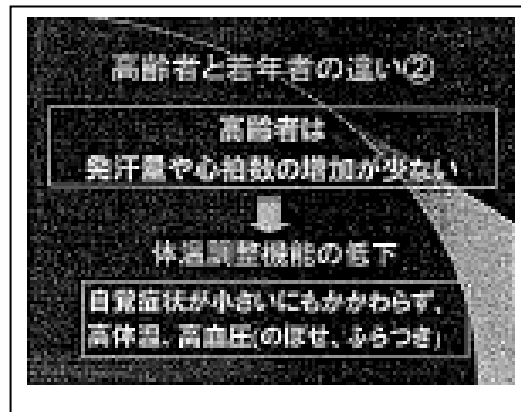 高齢者と若年者の違い②
高齢者は
発汗量や心拍数の増加が少ない
体温調整機能の低下
自覚症状が小さいにもかかわらず、
高体温、高血圧(のぼせ、ふらつき)